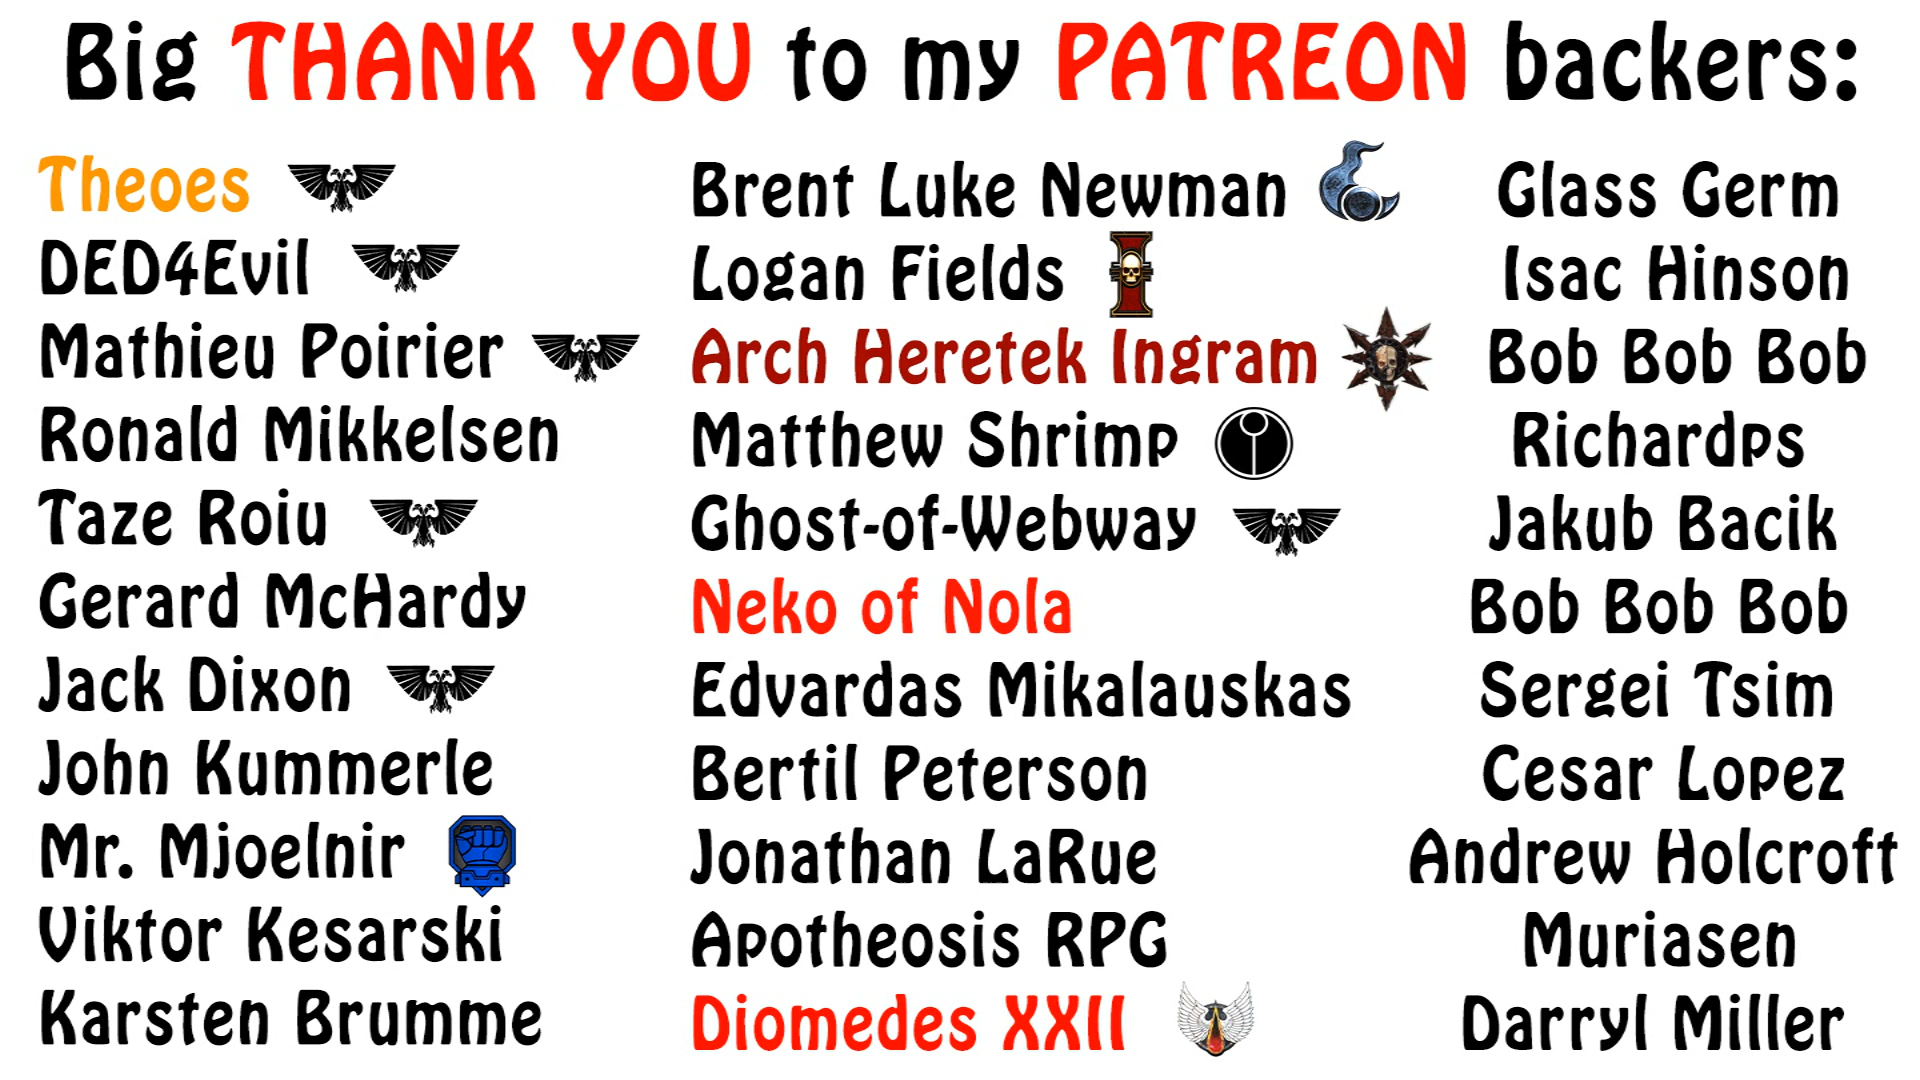 Big THANK YOU to my PATREON backers:
Theoes
DED4Evil
Mathieu Poirier
Ronald Mikkelsen
Taze Roiu
Gerard McHardy
Jack Dixon
John Kummerle
Mr. Mjoelnir
Viktor Kesarski
Karsten Brumme
Brent Luke Newman
Logan Fields
Arch Heretek Ingram
Matthew Shrimp
Ghost-of-Webway
Neko of Nola
Edvardas Mikalauskas
Bertil Peterson
Jonathan LaRue
Apotheosis RPG
Diomedes XXII
Glass Germ
Isac Hinson
Bob Bob Bob
Richardps
Jakub Bacik
Bob Bob Bob
Sergei Tsim
Cesar Lopez
Andrew Holcroft
Muriasen
Darryl Miller